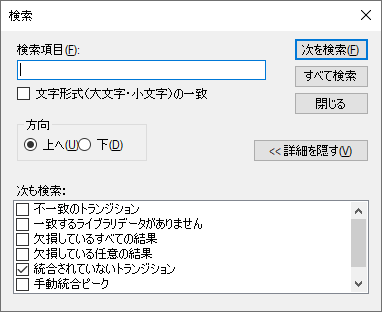 検索
検索項目(F):
次を検索(F)
すべて検索
文字形式(大文字・小文字)の一致
閉じる
方向
上へ(U)
下(D)
<< 詳細を隠す(V)
次も検索:
不一致のトランジション
一致するライブラリデータがありません
欠損しているすべての結果
欠損している任意の結果
統合されていないトランジション
手動統合ピーク